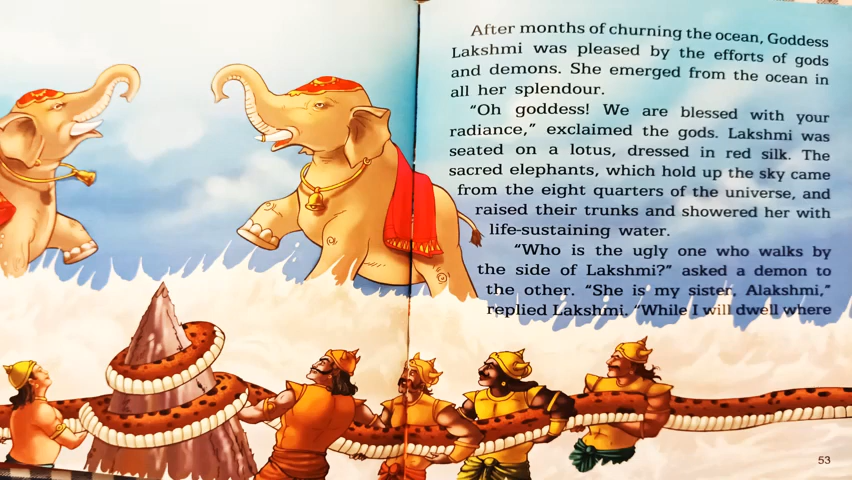 After months of churning the ocean, Goddess
Lakshmi was pleased by the efforts of gods
and demons. She emerged from the ocean in
all her splendour.
"Oh goddess! We are blessed with your
radiance," exclaimed the gods. Lakshmi was
seated on a lotus, dressed in red silk. The
sacred elephants, which hold up the sky came
from the eight quarters of the universe, and
raised their trunks and showered her with
life-sustaining water.
"Who is the ugly one who walks by
the side of Lakshmi?" asked a demon to
the other. "She is my sister, Alakshmi,"
replied Lakshmi. "While I will dwell where
53